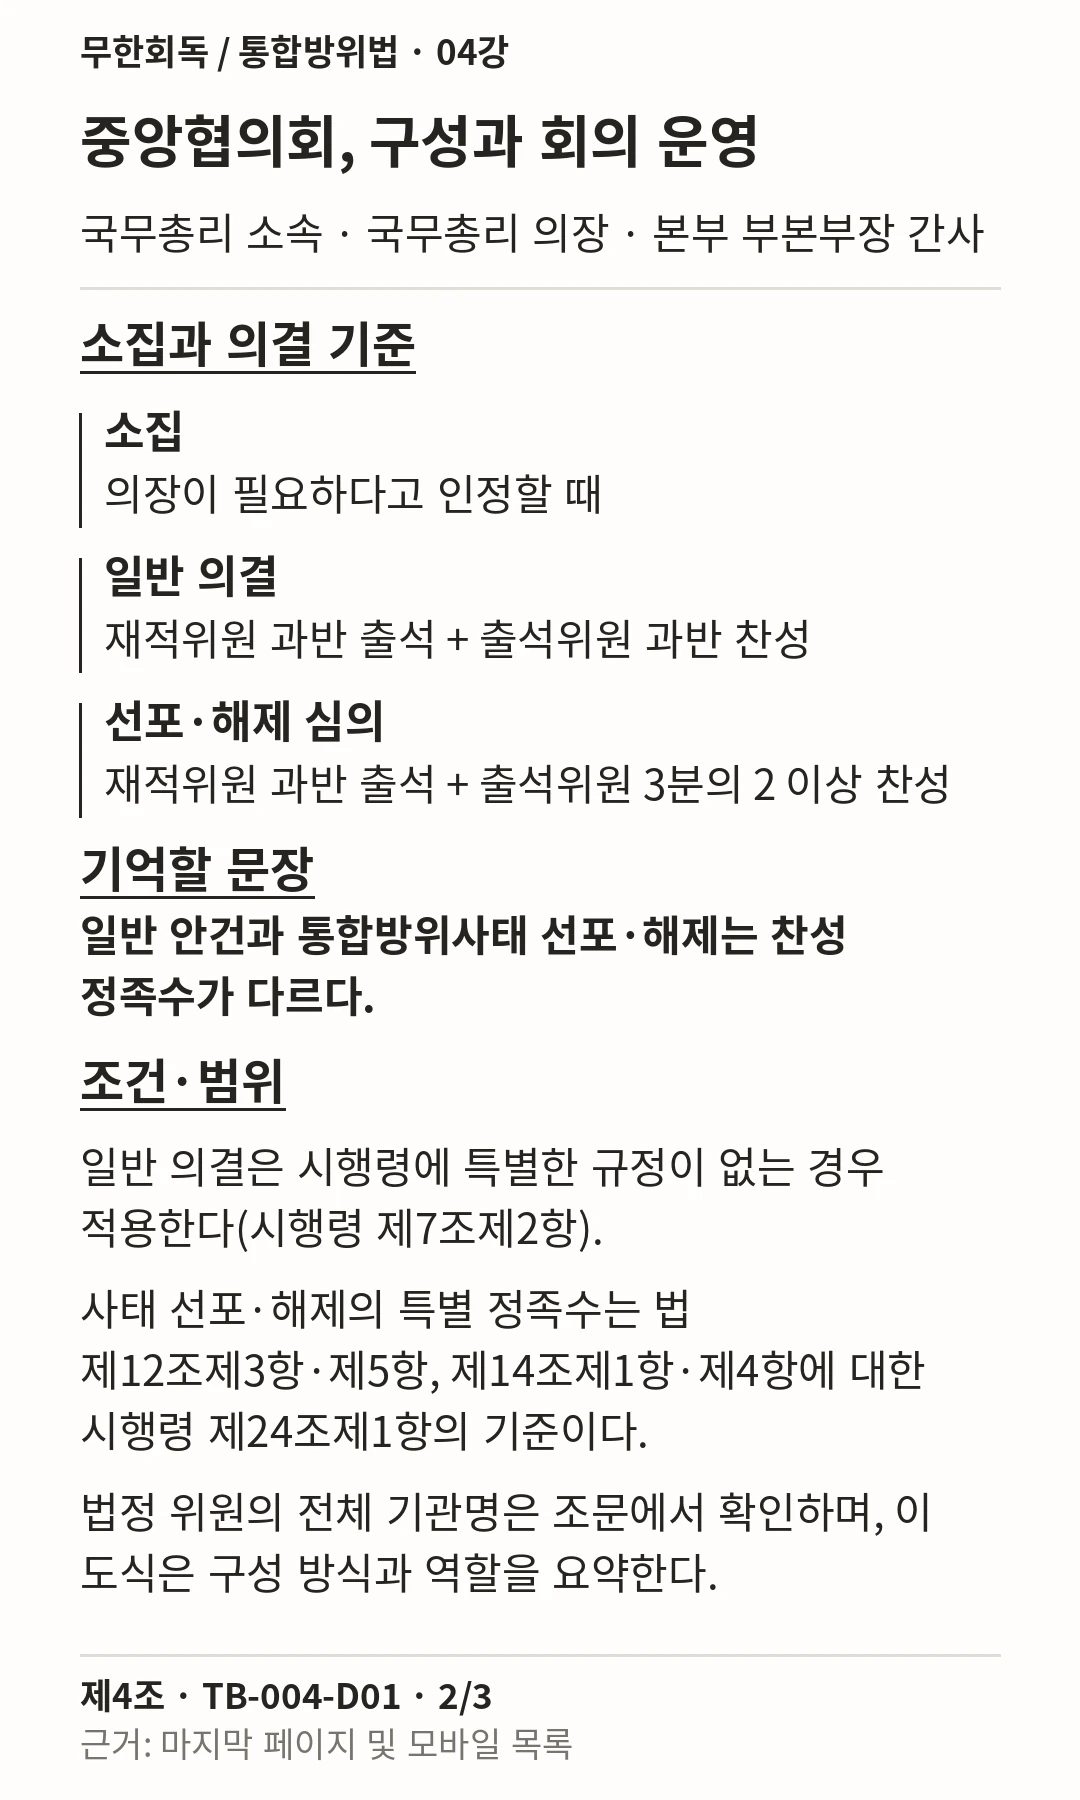 무한회독 / 통합방위법 · 04강
중앙협의회, 구성과 회의 운영
국무총리 소속 · 국무총리 의장 · 본부 부본부장 간사
소집과 의결 기준
소집
의장이 필요하다고 인정할 때
일반 의결
재적위원 과반 출석 + 출석위원 과반 찬성
선포·해제 심의
재적위원 과반 출석 + 출석위원 3분의 2 이상 찬성
기억할 문장
일반 안건과 통합방위사태 선포·해제는 찬성
정족수가 다르다.
조건·범위
일반 의결은 시행령에 특별한 규정이 없는 경우
적용한다(시행령 제7조제2항).
사태 선포·해제의 특별 정족수는 법
제12조제3항·제5항, 제14조제1항·제4항에 대한
시행령 제24조제1항의 기준이다.
법정 위원의 전체 기관명은 조문에서 확인하며, 이
도식은 구성 방식과 역할을 요약한다.
제4조 · TB-004-D01 · 2/3
근거: 마지막 페이지 및 모바일 목록